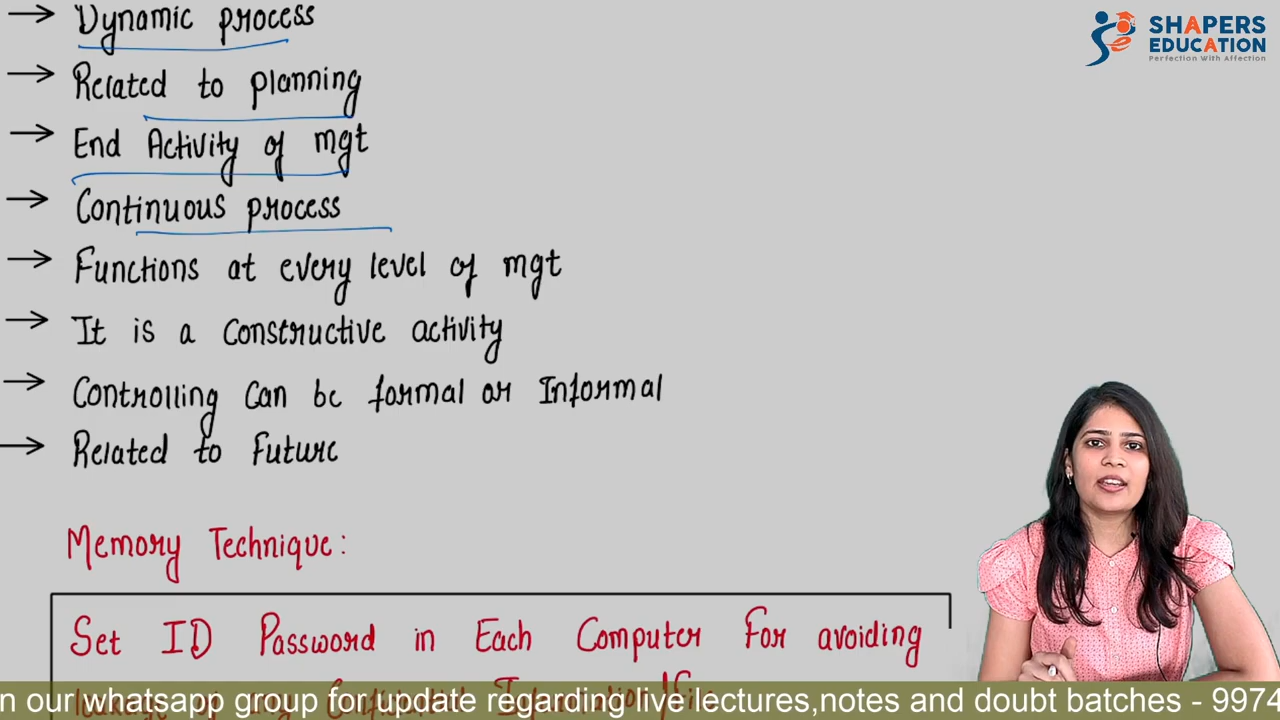 → Dynamic process
SHAPERS
EDUCATION
Perfection With Affection
→ Related to planning
→ End Activity of mgt
→ Continuous process
→ Functions at every level of mgt
→ It is a constructive activity
→ Controlling can be formal or Informal
→ Related to Future
Memory Technique:
Set ID Password in Each Computer For avoiding
n our whatsapp group for update regarding live lectures,notes and doubt batches - 9974